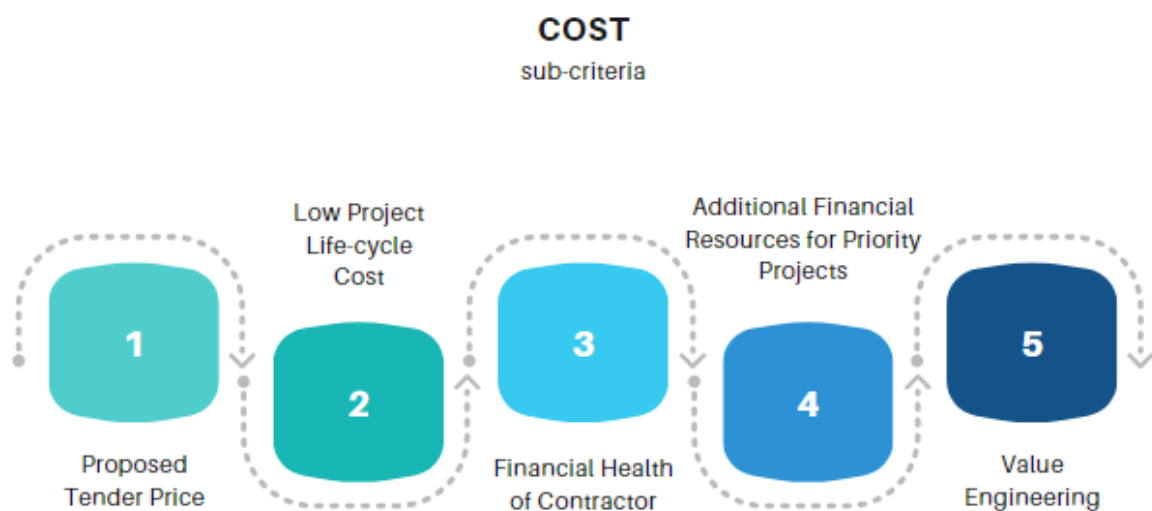 COST
sub-criteria
1
Proposed
Tender Price
Low Project
Life-cycle
Cost
2
3
Financial Health
of Contractor
Additional Financial
Resources for Priority
Projects
4
5
Value
Engineering